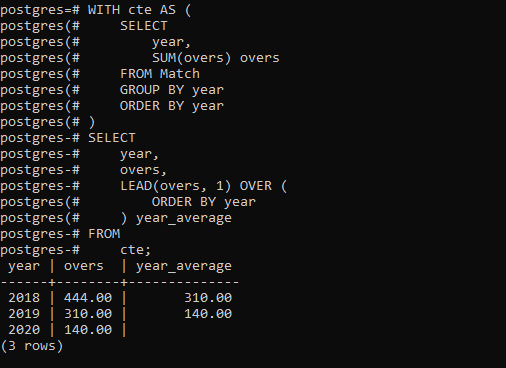 postgres=# WITH cte AS (
postgres(#     SELECT
postgres(#         year,
postgres(#         SUM(overs) overs
postgres(#     FROM Match
postgres(#     GROUP BY year
postgres(#     ORDER BY year
postgres(# )
postgres-# SELECT
postgres-#     year,
postgres-#     overs,
postgres-#     LEAD(overs, 1) OVER (
postgres(#         ORDER BY year
postgres(#     ) year_average
postgres-# FROM
postgres-#     cte;
 year | overs  | year_average
------+--------+--------------
 2018 | 444.00 |       310.00
 2019 | 310.00 |       140.00
 2020 | 140.00 |
(3 rows)